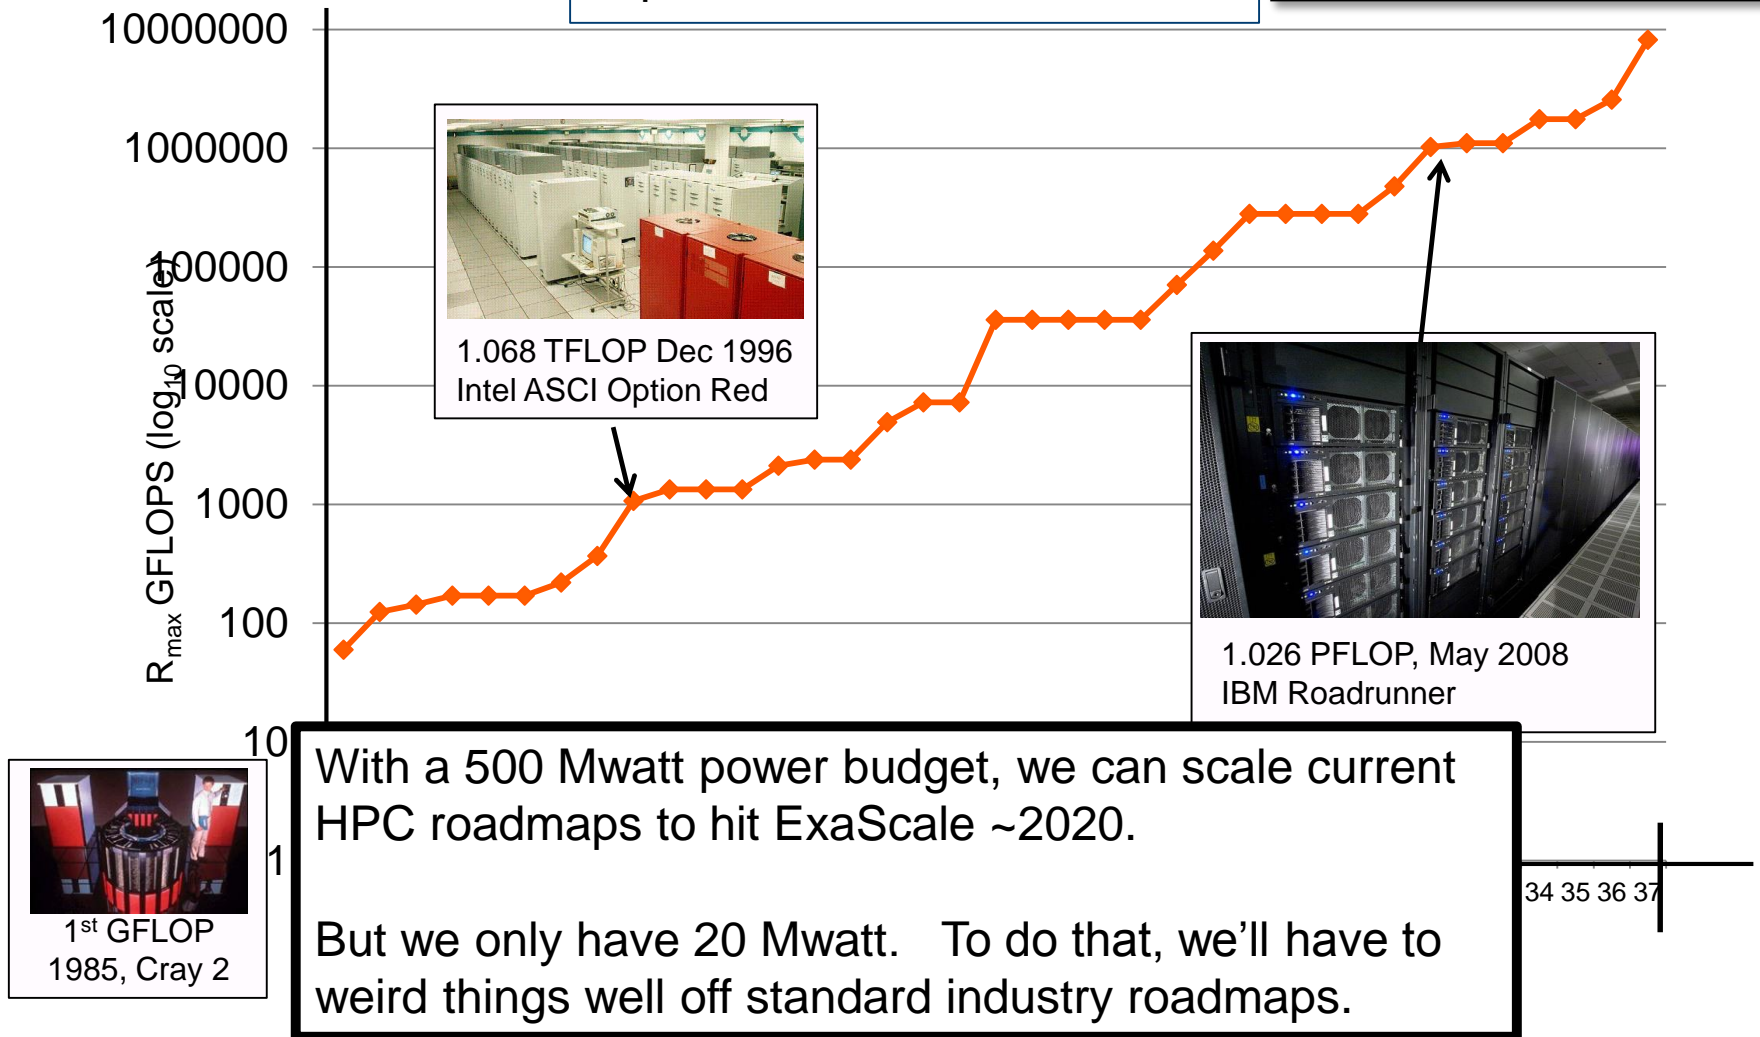 10000000
1000000
100000
10000
1000
100
10
1
R_max GFLOPS (log_10 scale)
1.068 TFLOP Dec 1996
Intel ASCI Option Red
1.026 PFLOP, May 2008
IBM Roadrunner
1st GFLOP
1985, Cray 2
With a 500 Mwatt power budget, we can scale current
HPC roadmaps to hit ExaScale ~2020.
But we only have 20 Mwatt. To do that, we’ll have to
weird things well off standard industry roadmaps.
34 35 36 37